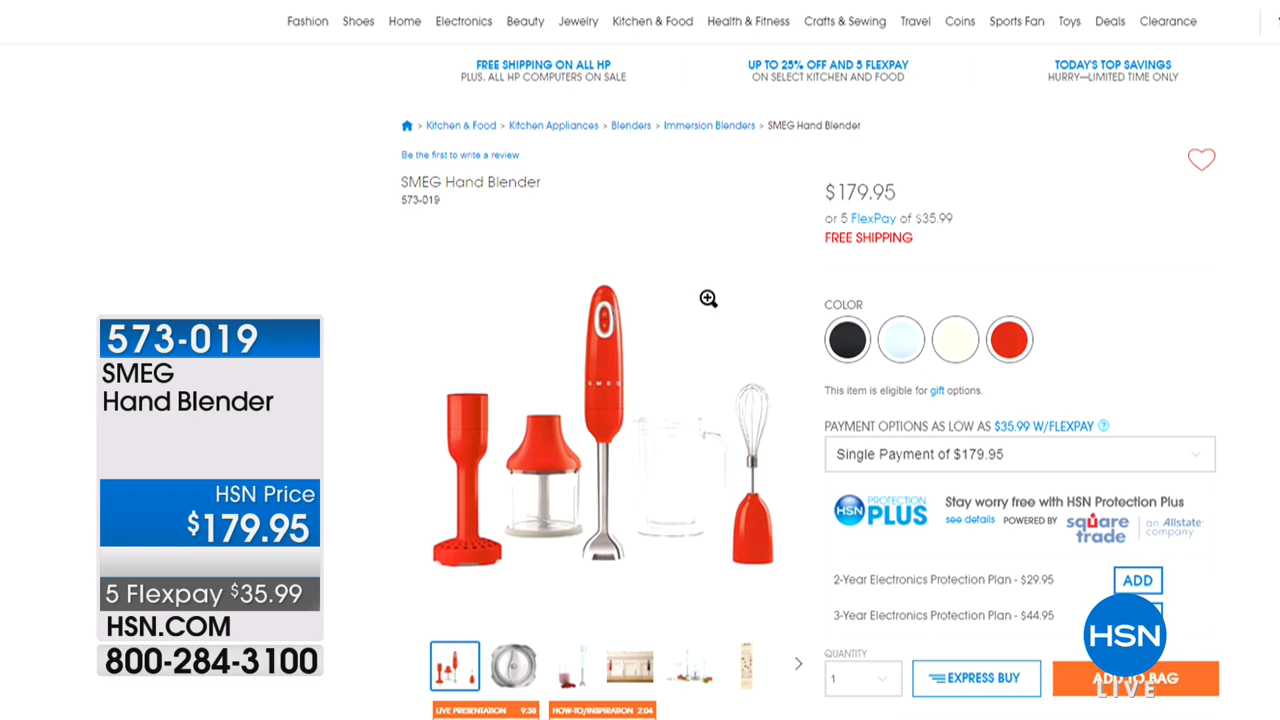 Fashion Shoes Home Electronics Beauty Jewelry Kitchen & Food Health & Fitness Crafts & Sewing Travel Coins Sports Fan Toys Deals Clearance
FREE SHIPPING ON ALL HP
PLUS, ALL HP COMPUTERS ON SALE
UP TO 25% OFF AND 5 FLEXPAY
ON SELECT KITCHEN AND FOOD
TODAY'S TOP SAVINGS
HURRY—LIMITED TIME ONLY
> Kitchen & Food > Kitchen Appliances > Blenders > Immersion Blenders > SMEG Hand Blender
Be the first to write a review
SMEG Hand Blender
573-019
$179.95
or 5 FlexPay of $35.99
FREE SHIPPING
COLOR
This item is eligible for gift options.
PAYMENT OPTIONS AS LOW AS $35.99 W/FLEXPAY ?
Single Payment of $179.95
HSN PROTECTION PLUS
Stay worry free with HSN Protection Plus
see details POWERED BY square trade | an Allstate company
2-Year Electronics Protection Plan - $29.95 ADD
3-Year Electronics Protection Plan - $44.95
QUANTITY
1
EXPRESS BUY
ADD TO BAG
HSN
LIVE
SMEG
LIVE PRESENTATION 9:38
HOW-TO/INSPIRATION 2:04
573-019
SMEG
Hand Blender
HSN Price
$179.95
5 Flexpay $35.99
HSN.COM
800-284-3100